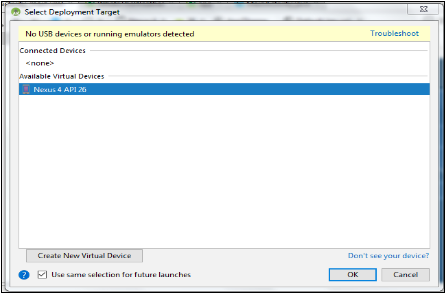 Select Deployment Target
No USB devices or running emulators detected
Troubleshoot
Connected Devices
<none>
Available Virtual Devices
Nexus 4 API 26
Create New Virtual Device
Don't see your device?
Use same selection for future launches
OK
Cancel